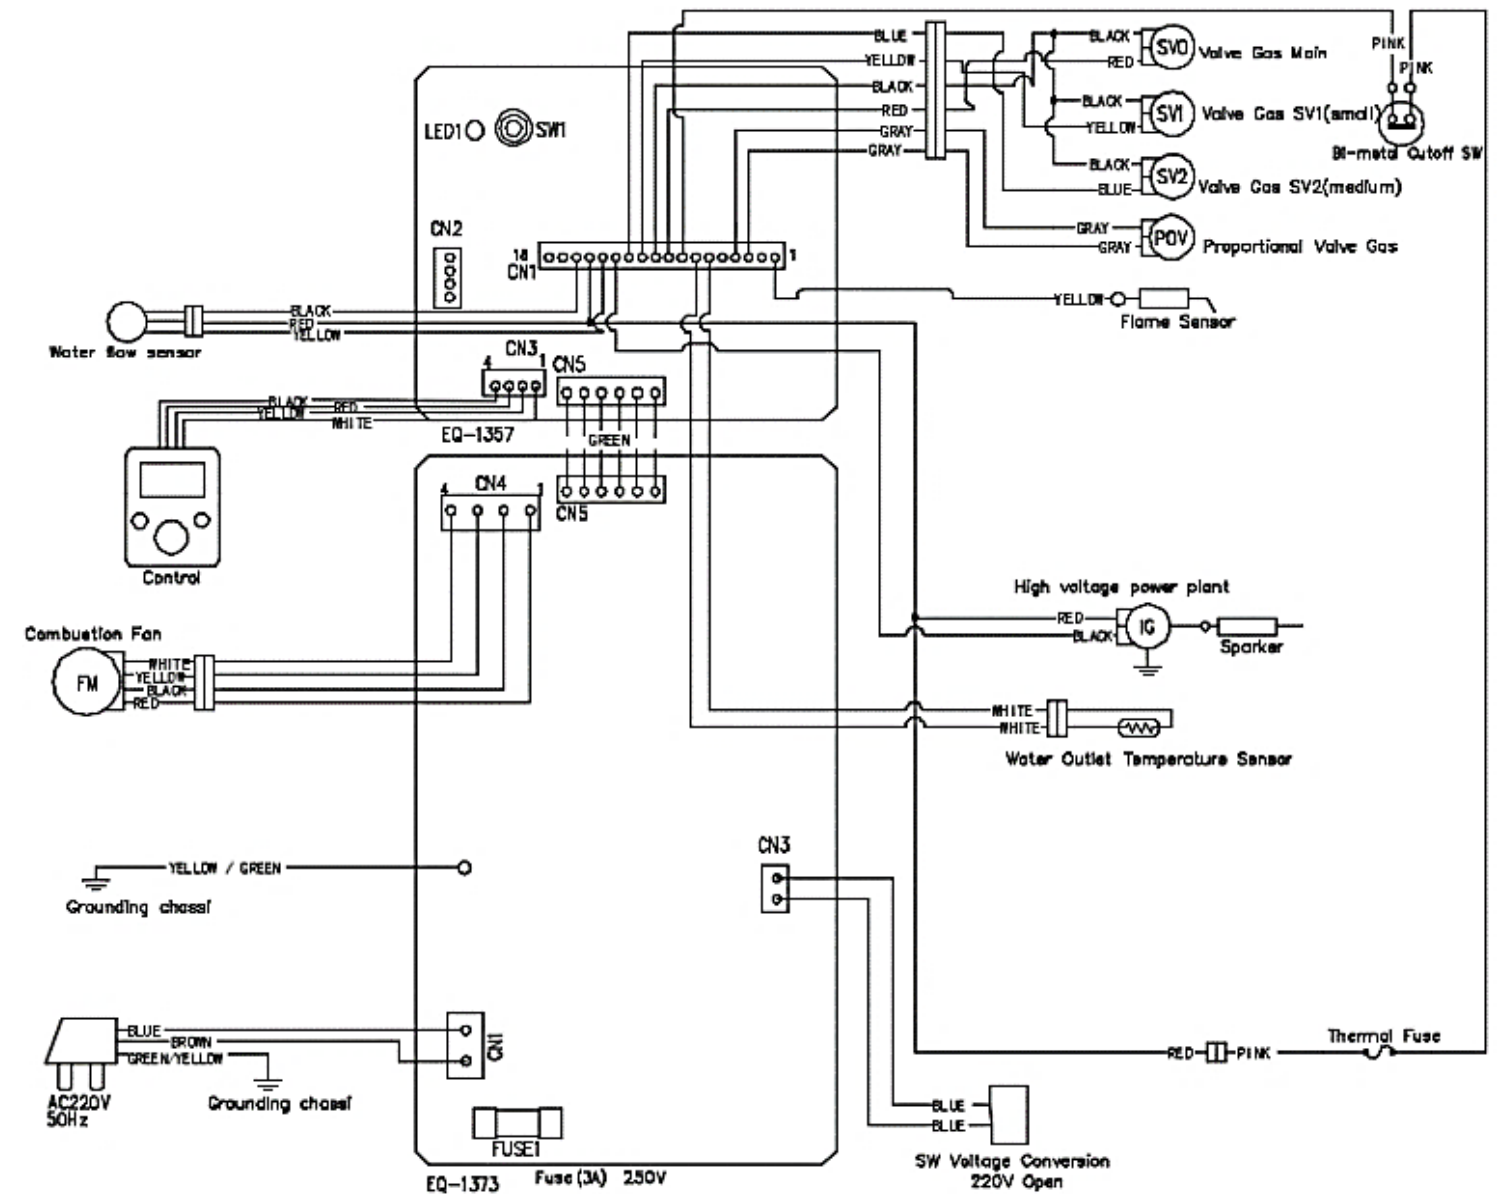 BLUE
YELLOW
BLACK
RED
GRAY
GRAY
BLACK
RED
SV0
Valve Gas Main
BLACK
YELLOW
SV1
Valve Gas SV1(small)
BLACK
BLUE
SV2
Valve Gas SV2(medium)
GRAY
GRAY
POV
Proportional Valve Gas
PINK
PINK
Bi-metal Cutoff SW
LED1
SW1
CN2
18
CN1
1
YELLOW
Flame Sensor
BLACK
RED
YELLOW
Water flow sensor
CN3
4
1
CN5
BLACK
RED
YELLOW
WHITE
EQ-1357
GREEN
Control
4
CN4
1
CN5
High voltage power plant
RED
BLACK
IG
Sparker
Combustion Fan
FM
WHITE
YELLOW
BLACK
RED
WHITE
WHITE
Water Outlet Temperature Sensor
CN3
YELLOW / GREEN
Grounding chassi
BLUE
BROWN
GREEN/YELLOW
AC220V
50Hz
Grounding chassi
CN1
Thermal Fuse
RED
PINK
BLUE
BLUE
FUSE1
SW Voltage Conversion
220V Open
EQ-1373
Fuse(3A) 250V